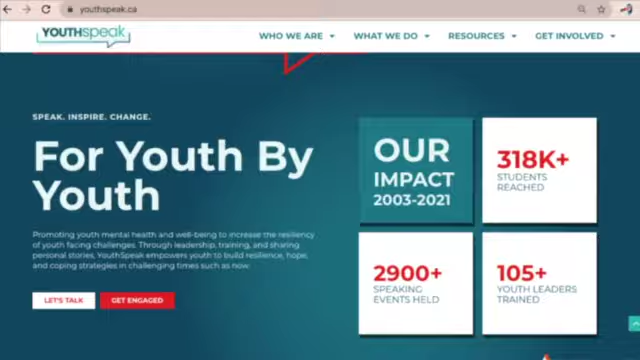 youthspeak.ca
YOUTHspeak
WHO WE ARE
WHAT WE DO
RESOURCES
GET INVOLVED
SPEAK. INSPIRE. CHANGE.
For Youth By
Youth
Promoting youth mental health and well-being to increase the resiliency
of youth facing challenges. Through leadership, training, and sharing
personal stories, YouthSpeak empowers youth to build resilience, hope,
and coping strategies in challenging times such as now.
LET'S TALK
GET ENGAGED
OUR
IMPACT
2003-2021
318K+
STUDENTS
REACHED
2900+
SPEAKING
EVENTS HELD
105+
YOUTH LEADERS
TRAINED